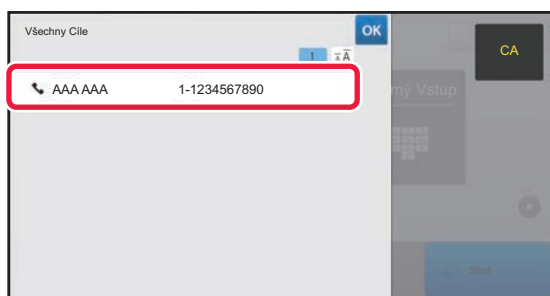 Všechny Cíle
OK
CA
1
AAA AAA 1-1234567890
mý Vstup
Start